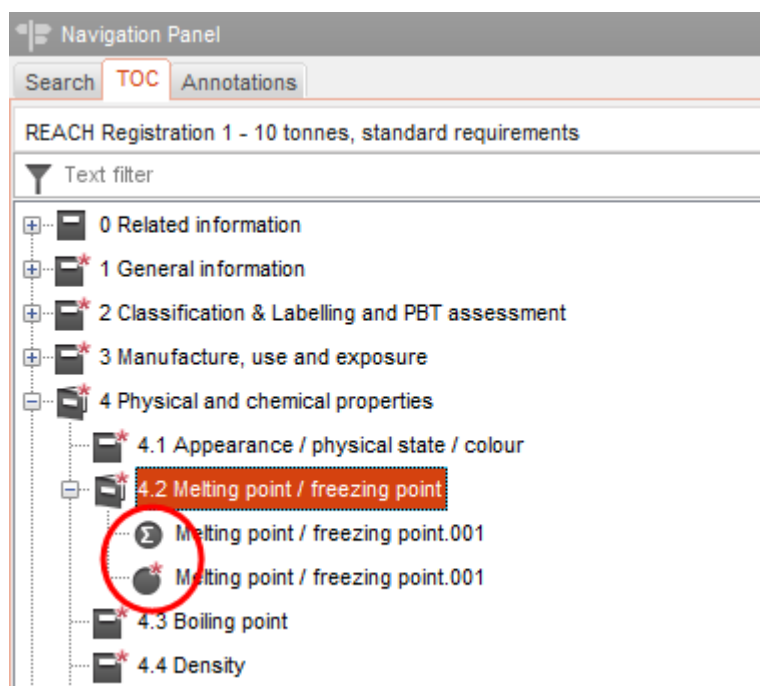 Navigation Panel
Search TOC Annotations
REACH Registration 1 - 10 tonnes, standard requirements
Text filter
0 Related information
* 1 General information
* 2 Classification & Labelling and PBT assessment
* 3 Manufacture, use and exposure
* 4 Physical and chemical properties
* 4.1 Appearance / physical state / colour
* 4.2 Melting point / freezing point
Σ Melting point / freezing point.001
* Melting point / freezing point.001
* 4.3 Boiling point
* 4.4 Density